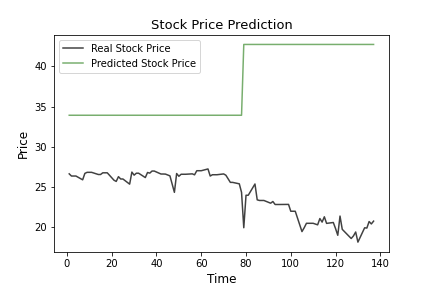 Stock Price Prediction
Real Stock Price
Predicted Stock Price
40
35
30
25
20
Price
0 20 40 60 80 100 120 140
Time